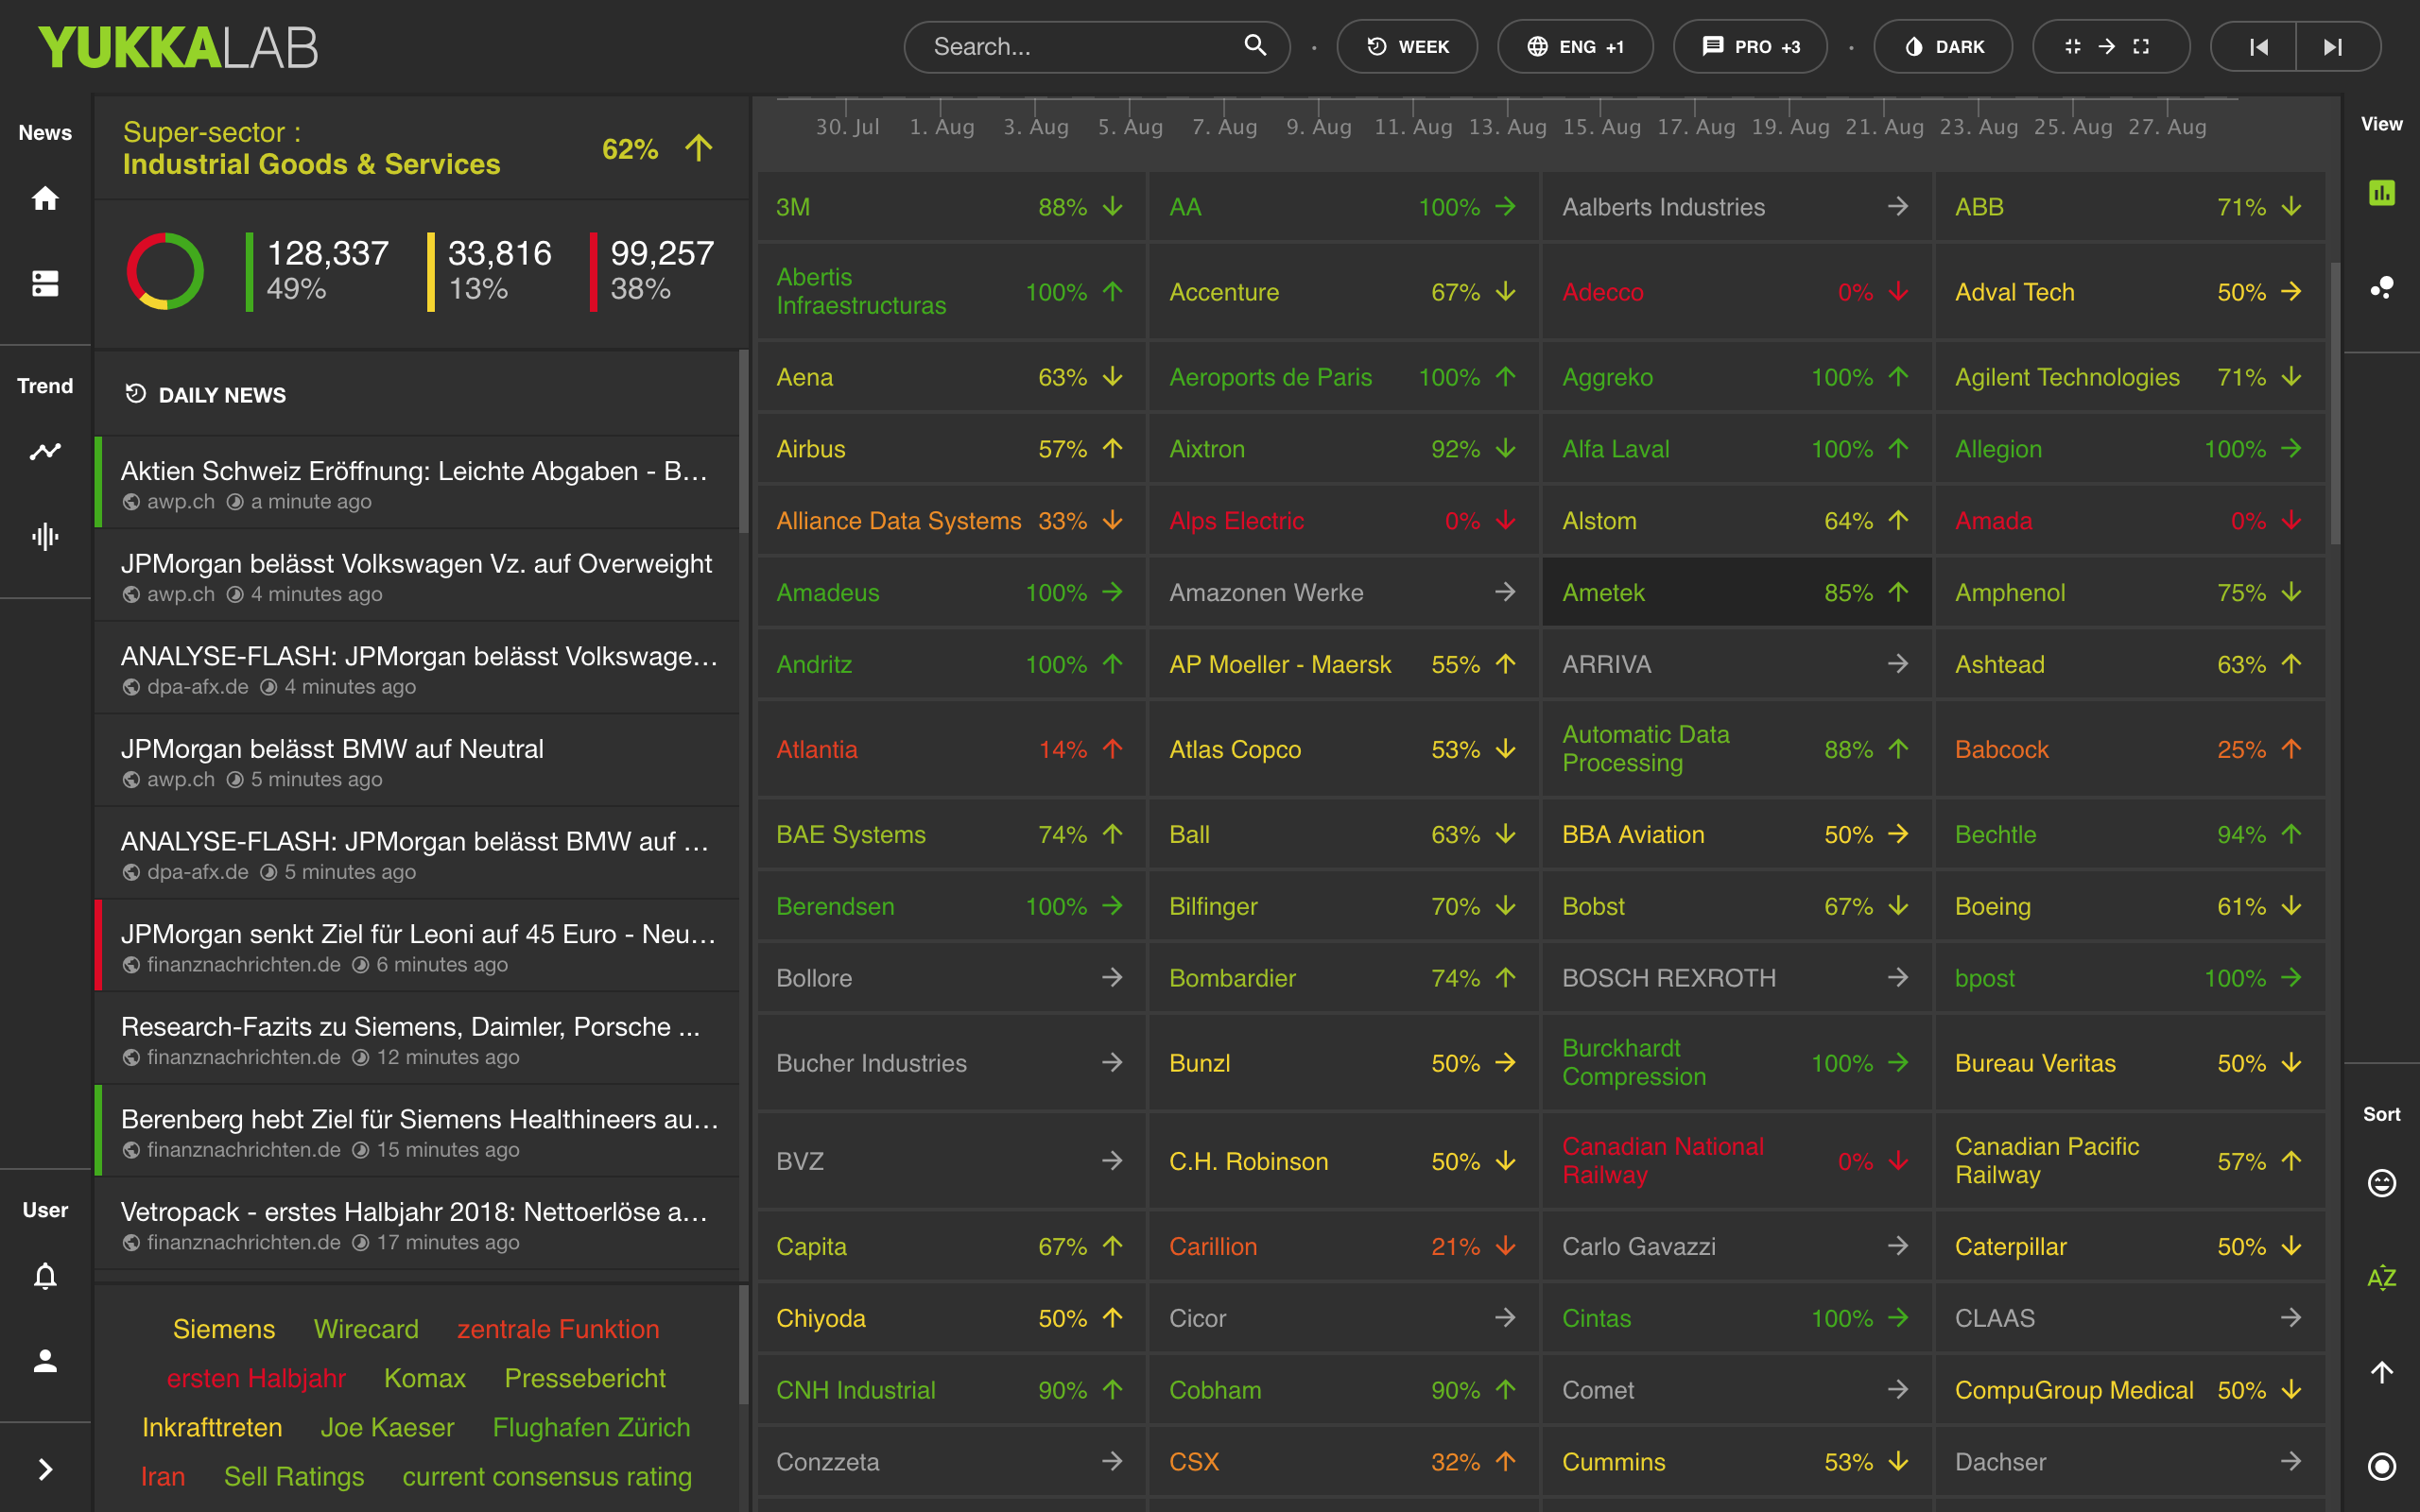 YUKKALAB
Search...
WEEK
ENG +1
PRO +3
DARK
News
Trend
User
Super-sector :
Industrial Goods & Services
62%
128,337
49%
33,816
13%
99,257
38%
DAILY NEWS
Aktien Schweiz Eröffnung: Leichte Abgaben - B...
awp.ch a minute ago
JPMorgan belässt Volkswagen Vz. auf Overweight
awp.ch 4 minutes ago
ANALYSE-FLASH: JPMorgan belässt Volkswage...
dpa-afx.de 4 minutes ago
JPMorgan belässt BMW auf Neutral
awp.ch 5 minutes ago
ANALYSE-FLASH: JPMorgan belässt BMW auf ...
dpa-afx.de 5 minutes ago
JPMorgan senkt Ziel für Leoni auf 45 Euro - Neu...
finanznachrichten.de 6 minutes ago
Research-Fazits zu Siemens, Daimler, Porsche ...
finanznachrichten.de 12 minutes ago
Berenberg hebt Ziel für Siemens Healthineers au...
finanznachrichten.de 15 minutes ago
Vetropack - erstes Halbjahr 2018: Nettoerlöse a...
finanznachrichten.de 17 minutes ago
Siemens Wirecard zentrale Funktion
ersten Halbjahr Komax Pressebericht
Inkrafttreten Joe Kaeser Flughafen Zürich
Iran Sell Ratings current consensus rating
30. Jul 1. Aug 3. Aug 5. Aug 7. Aug 9. Aug 11. Aug 13. Aug 15. Aug 17. Aug 19. Aug 21. Aug 23. Aug 25. Aug 27. Aug
3M 88% AA 100% Aalberts Industries ABB 71%
Abertis
Infraestructuras 100% Accenture 67% Adecco 0% Adval Tech 50%
Aena 63% Aeroports de Paris 100% Aggreko 100% Agilent Technologies 71%
Airbus 57% Aixtron 92% Alfa Laval 100% Allegion 100%
Alliance Data Systems 33% Alps Electric 0% Alstom 64% Amada 0%
Amadeus 100% Amazonen Werke Ametek 85% Amphenol 75%
Andritz 100% AP Moeller - Maersk 55% ARRIVA Ashtead 63%
Atlantia 14% Atlas Copco 53% Automatic Data
Processing 88% Babcock 25%
BAE Systems 74% Ball 63% BBA Aviation 50% Bechtle 94%
Berendsen 100% Bilfinger 70% Bobst 67% Boeing 61%
Bollore Bombardier 74% BOSCH REXROTH bpost 100%
Bucher Industries Bunzl 50% Burckhardt
Compression 100% Bureau Veritas 50%
BVZ C.H. Robinson 50% Canadian National
Railway 0% Canadian Pacific
Railway 57%
Capita 67% Carillion 21% Carlo Gavazzi Caterpillar 50%
Chiyoda 50% Cicor Cintas 100% CLAAS
CNH Industrial 90% Cobham 90% Comet CompuGroup Medical 50%
Conzzeta CSX 32% Cummins 53% Dachser
View
Sort
AZ